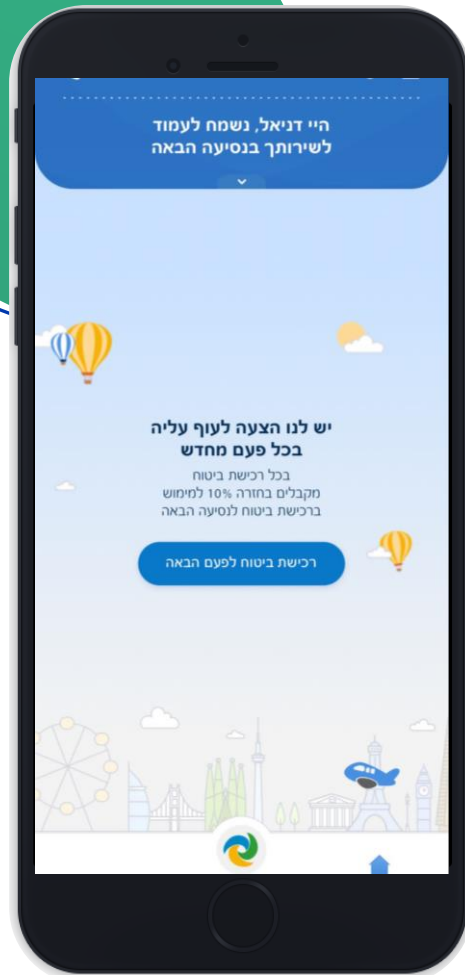 היי דניאל, נשמח לעמוד
לשירותך בנסיעה הבאה
יש לנו הצעה לעוף עליה
בכל פעם מחדש
בכל רכישת ביטוח
מקבלים בחזרה 10% למימוש
ברכישת ביטוח לנסיעה הבאה
רכישת ביטוח לפעם הבאה